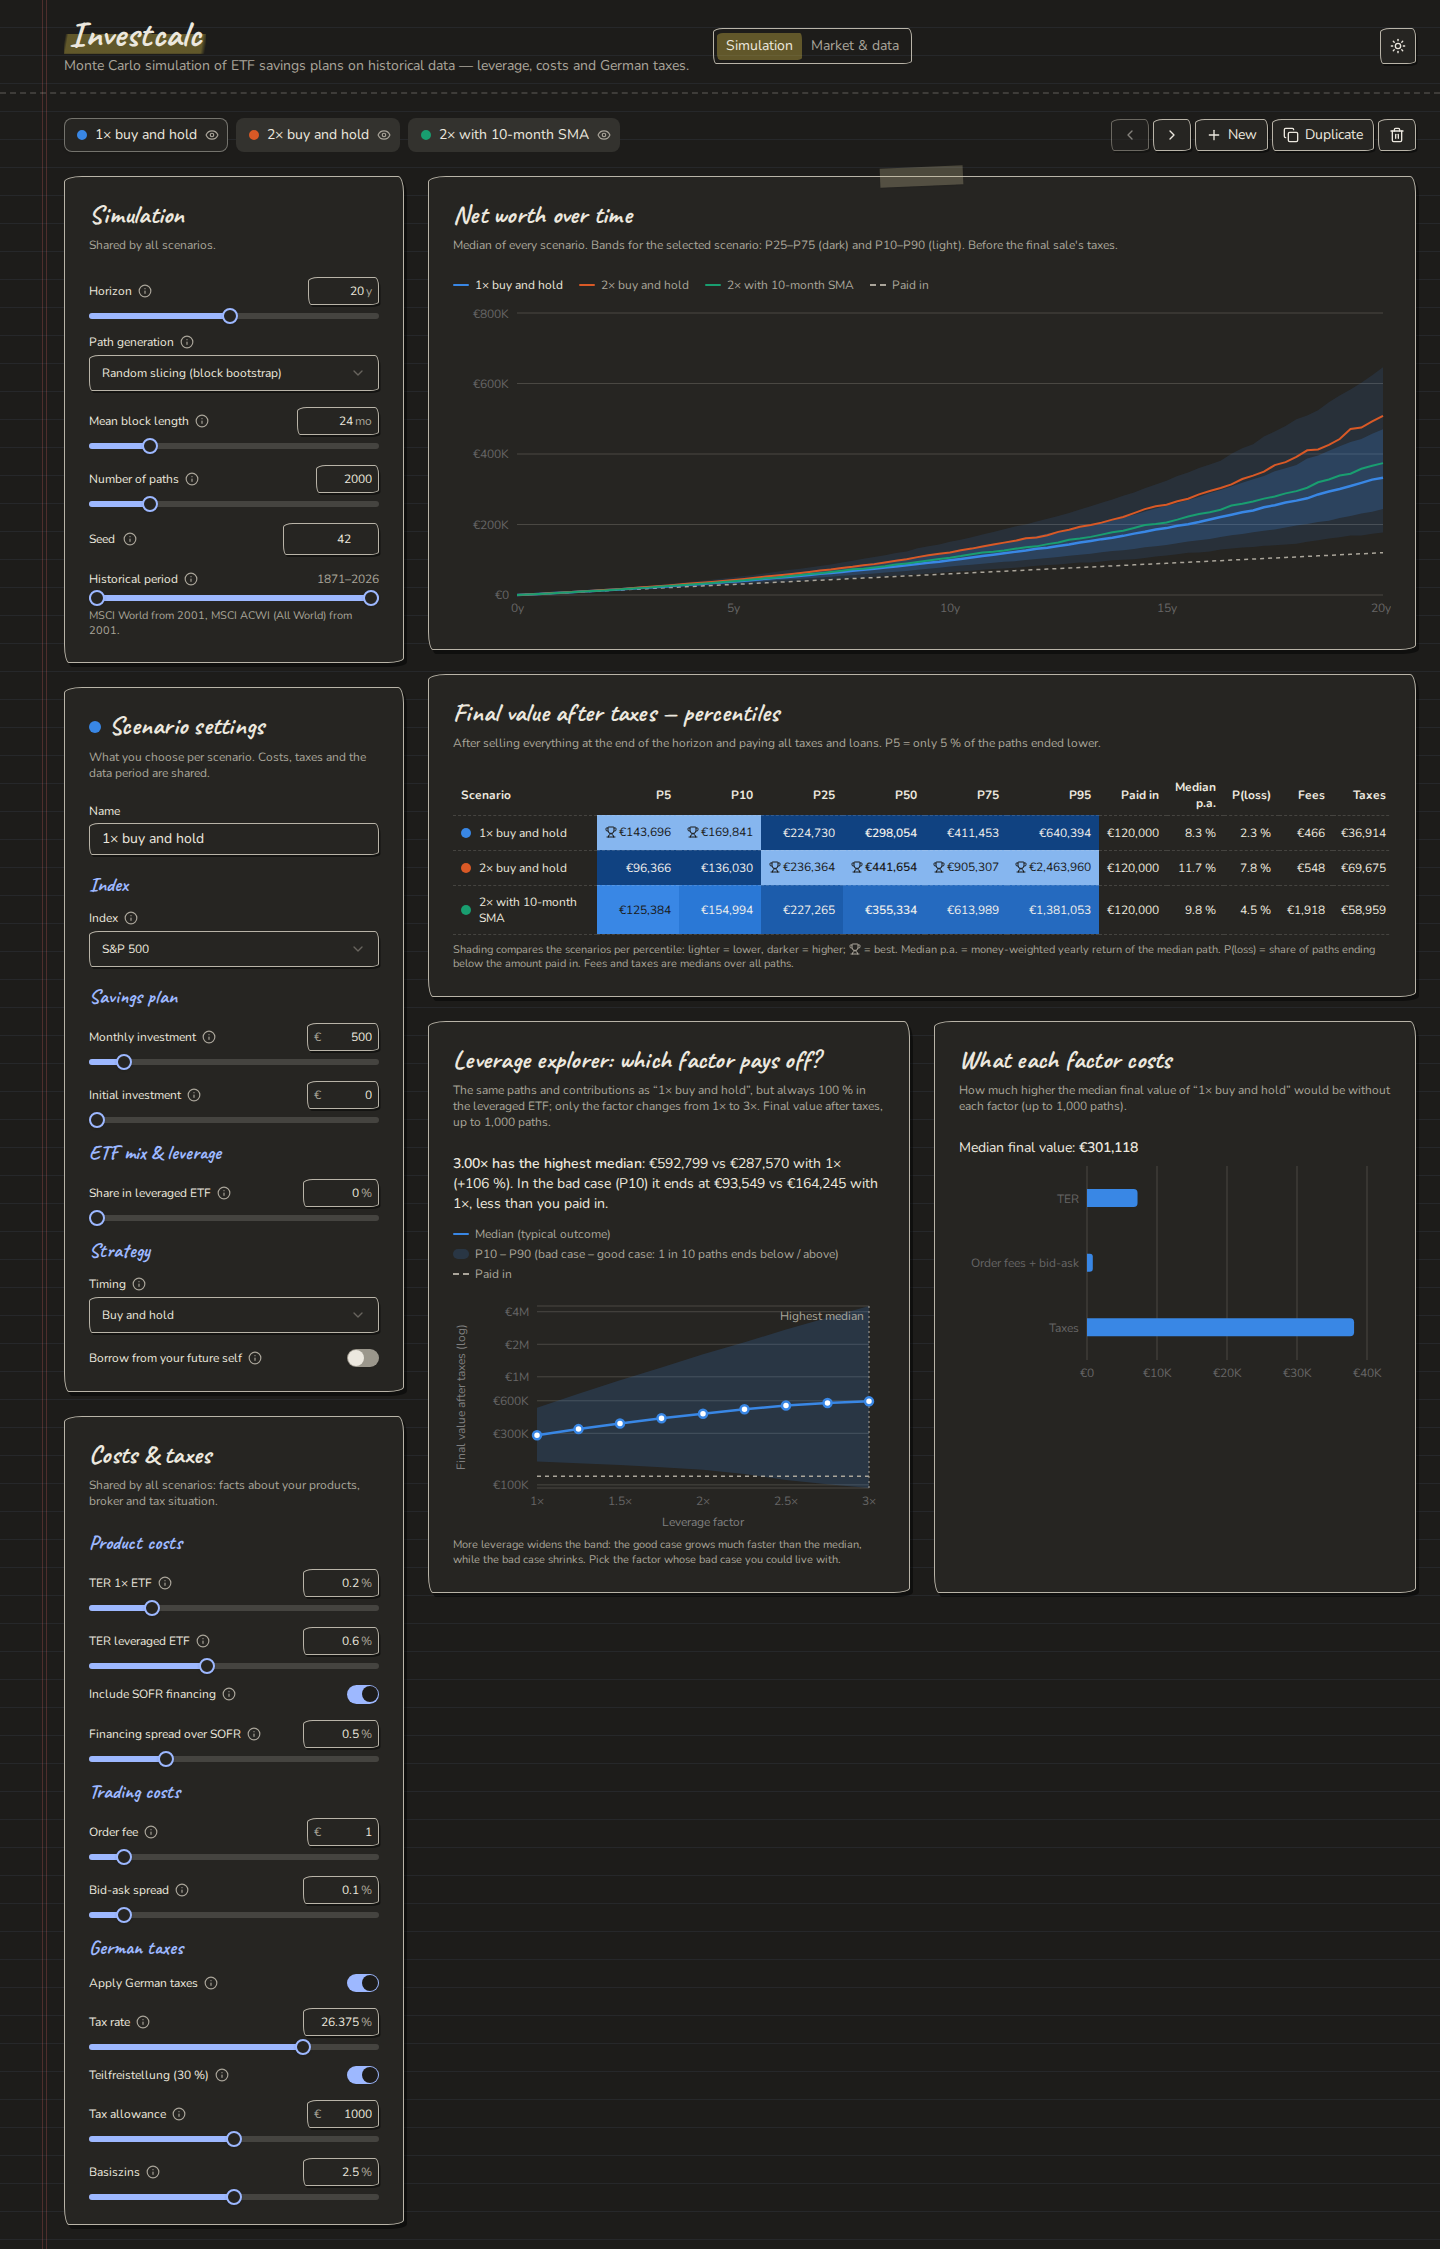 Investcalc
Monte Carlo simulation of ETF savings plans on historical data — leverage, costs and German taxes.
Simulation Market & data
1× buy and hold
2× buy and hold
2× with 10-month SMA
New
Duplicate
Simulation
Shared by all scenarios.
Horizon 20 y
Path generation
Random slicing (block bootstrap)
Mean block length 24 mo
Number of paths 2000
Seed 42
Historical period 1871–2026
MSCI World from 2001, MSCI ACWI (All World) from
2001.
Scenario settings
What you choose per scenario. Costs, taxes and the
data period are shared.
Name
1× buy and hold
Index
Index
S&P 500
Savings plan
Monthly investment € 500
Initial investment € 0
ETF mix & leverage
Share in leveraged ETF 0 %
Strategy
Timing
Buy and hold
Borrow from your future self
Costs & taxes
Shared by all scenarios: facts about your products,
broker and tax situation.
Product costs
TER 1× ETF 0.2 %
TER leveraged ETF 0.6 %
Include SOFR financing
Financing spread over SOFR 0.5 %
Trading costs
Order fee € 1
Bid-ask spread 0.1 %
German taxes
Apply German taxes
Tax rate 26.375 %
Teilfreistellung (30 %)
Tax allowance € 1000
Basiszins 2.5 %
Net worth over time
Median of every scenario. Bands for the selected scenario: P25–P75 (dark) and P10–P90 (light). Before the final sale's taxes.
1× buy and hold 2× buy and hold 2× with 10-month SMA Paid in
€800K
€600K
€400K
€200K
€0
0y 5y 10y 15y 20y
Final value after taxes — percentiles
After selling everything at the end of the horizon and paying all taxes and loans. P5 = only 5 % of the paths ended lower.
Scenario P5 P10 P25 P50 P75 P95 Paid in Median p.a. P(loss) Fees Taxes
1× buy and hold €143,696 €169,841 €224,730 €298,054 €411,453 €640,394 €120,000 8.3 % 2.3 % €466 €36,914
2× buy and hold €96,366 €136,030 €236,364 €441,654 €905,307 €2,463,960 €120,000 11.7 % 7.8 % €548 €69,675
2× with 10-month SMA €125,384 €154,994 €227,265 €355,334 €613,989 €1,381,053 €120,000 9.8 % 4.5 % €1,918 €58,959
Shading compares the scenarios per percentile: lighter = lower, darker = higher; = best. Median p.a. = money-weighted yearly return of the median path. P(loss) = share of paths ending
below the amount paid in. Fees and taxes are medians over all paths.
Leverage explorer: which factor pays off?
The same paths and contributions as “1× buy and hold”, but always 100 % in
the leveraged ETF; only the factor changes from 1× to 3×. Final value after taxes,
up to 1,000 paths.
3.00× has the highest median: €592,799 vs €287,570 with 1×
(+106 %). In the bad case (P10) it ends at €93,549 vs €164,245 with
1×, less than you paid in.
Median (typical outcome)
P10 – P90 (bad case – good case: 1 in 10 paths ends below / above)
Paid in
Final value after taxes (log)
Highest median
€4M
€2M
€1M
€600K
€300K
€100K
1× 1.5× 2× 2.5× 3×
Leverage factor
More leverage widens the band: the good case grows much faster than the median,
while the bad case shrinks. Pick the factor whose bad case you could live with.
What each factor costs
How much higher the median final value of “1× buy and hold” would be without
each factor (up to 1,000 paths).
Median final value: €301,118
TER
Order fees + bid-ask
Taxes
€0 €10K €20K €30K €40K